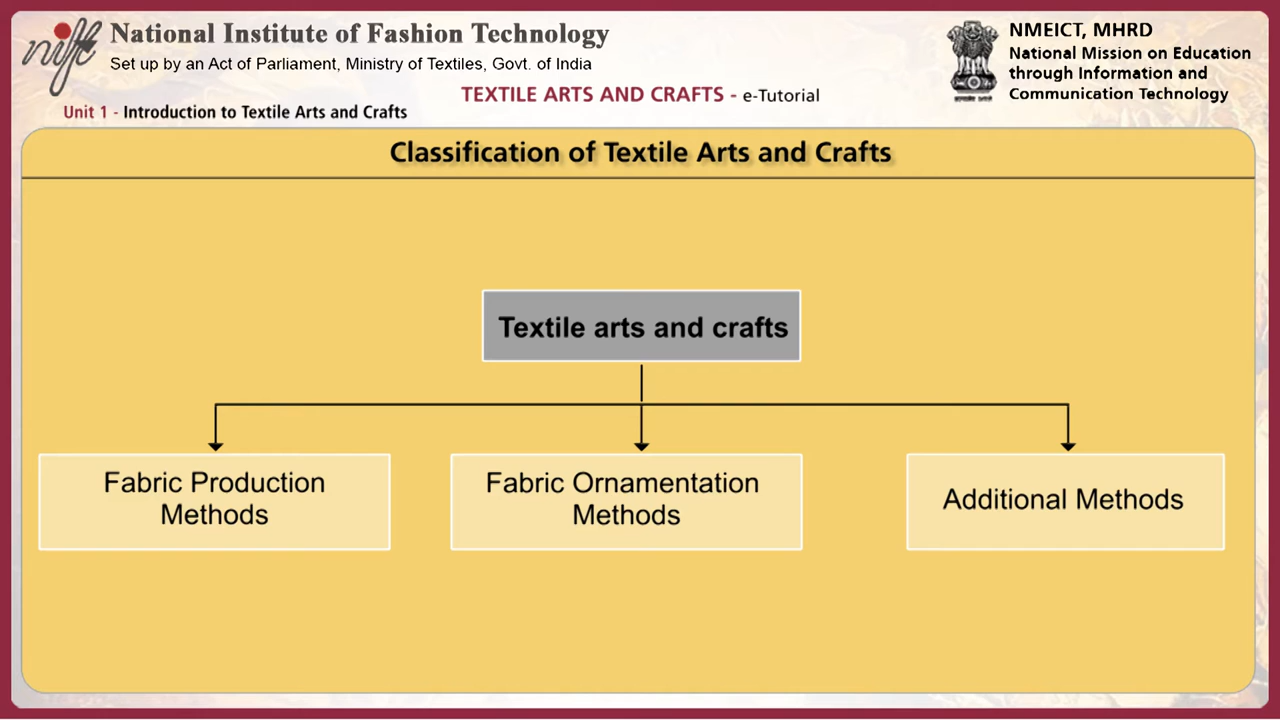 nift
National Institute of Fashion Technology
Set up by an Act of Parliament, Ministry of Textiles, Govt. of India
NMEICT, MHRD
National Mission on Education
through Information and
Communication Technology
TEXTILE ARTS AND CRAFTS - e-Tutorial
Unit 1 - Introduction to Textile Arts and Crafts
Classification of Textile Arts and Crafts
Textile arts and crafts
Fabric Production
Methods
Fabric Ornamentation
Methods
Additional Methods